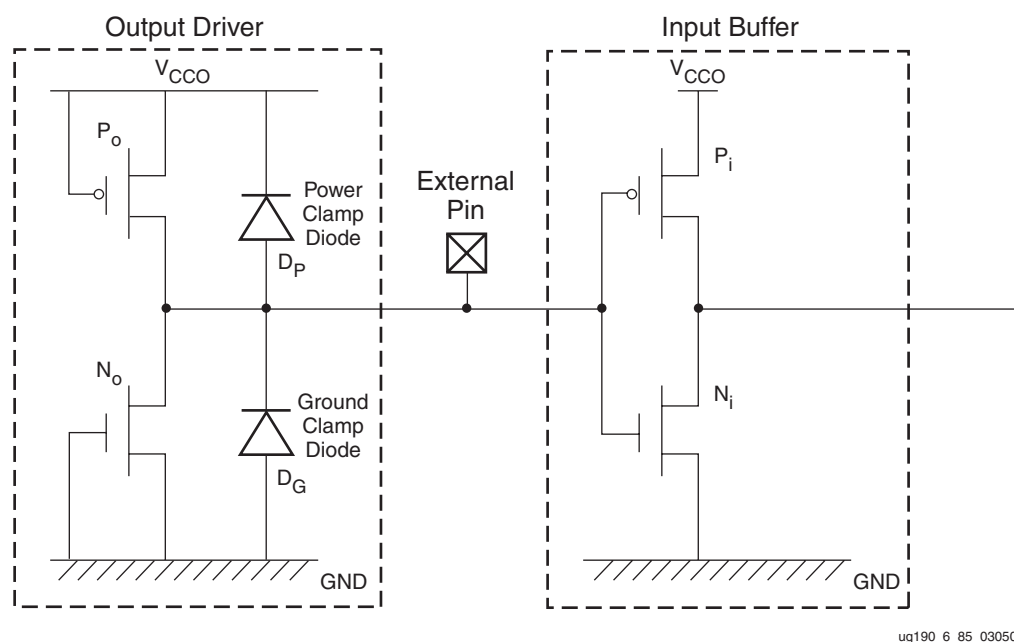 Output Driver
Input Buffer
VCCO
VCCO
Po
Pi
Power
Clamp
Diode
DP
External
Pin
No
Ni
Ground
Clamp
Diode
DG
GND
GND
ug190_6_85_03050